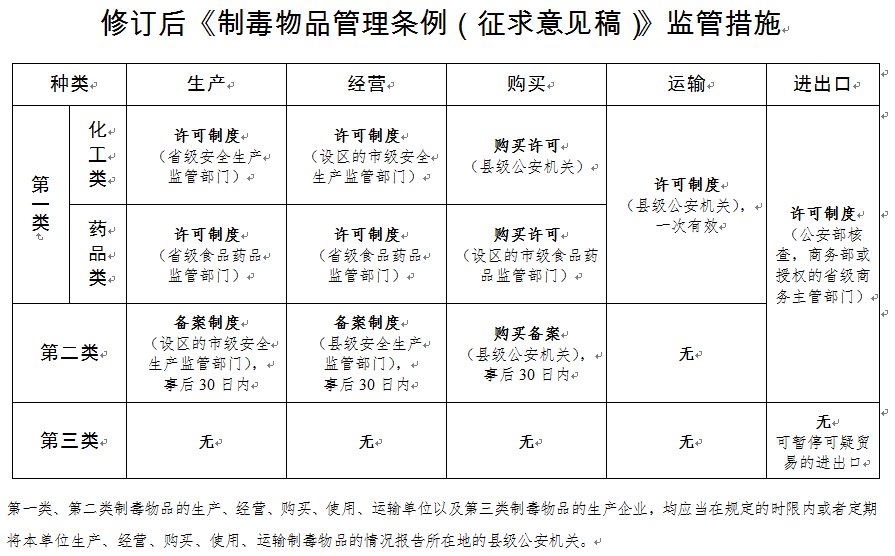 修订后《制毒物品管理条例（征求意见稿）》监管措施
种类 生产 经营 购买 运输 进出口
第一类
化工类
许可制度
（省级安全生产
监管部门）
许可制度
（设区的市级安全
生产监管部门）
购买许可
（县级公安机关）
许可制度
（县级公安机关），
一次有效
许可制度
（公安部核
查，商务部或
授权的省级商
务主管部门）
药品类
许可制度
（省级食品药品
监管部门）
许可制度
（省级食品药品
监管部门）
购买许可
（设区的市级食品药
品监管部门）
第二类
备案制度
（设区的市级安全
生产监管部门），
事后30日内
备案制度
（县级安全生产
监管部门），
事后30日内
购买备案
（县级公安机关），
事后30日内
无
第三类
无
无
无
无
无
可暂停可疑贸
易的进出口
第一类、第二类制毒物品的生产、经营、购买、使用、运输单位以及第三类制毒物品的生产企业，均应当在规定的时限内或者定期
将本单位生产、经营、购买、使用、运输制毒物品的情况报告所在地的县级公安机关。